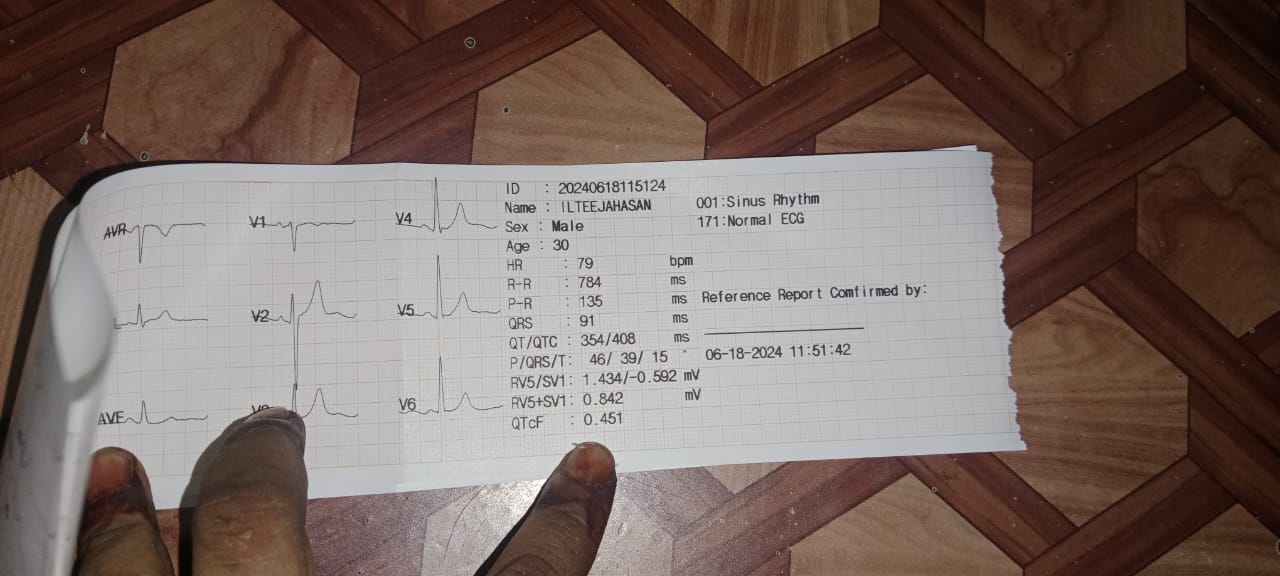 AVR
V1
V4
L
V2
V5
AVF
V6
ID : 20240618115124
Name : ILTEEJAHASAN
Sex : Male
Age : 30
HR : 79 bpm
R-R : 784 ms
P-R : 135 ms
QRS : 91 ms
QT/QTC : 354/408 ms
P/QRS/T: 46/ 39/ 15 °
RV5/SV1: 1.434/-0.592 mV
RV5+SV1: 0.842 mV
QTcF : 0.451
001:Sinus Rhythm
171:Normal ECG
Reference Report Comfirmed by:
06-18-2024 11:51:42